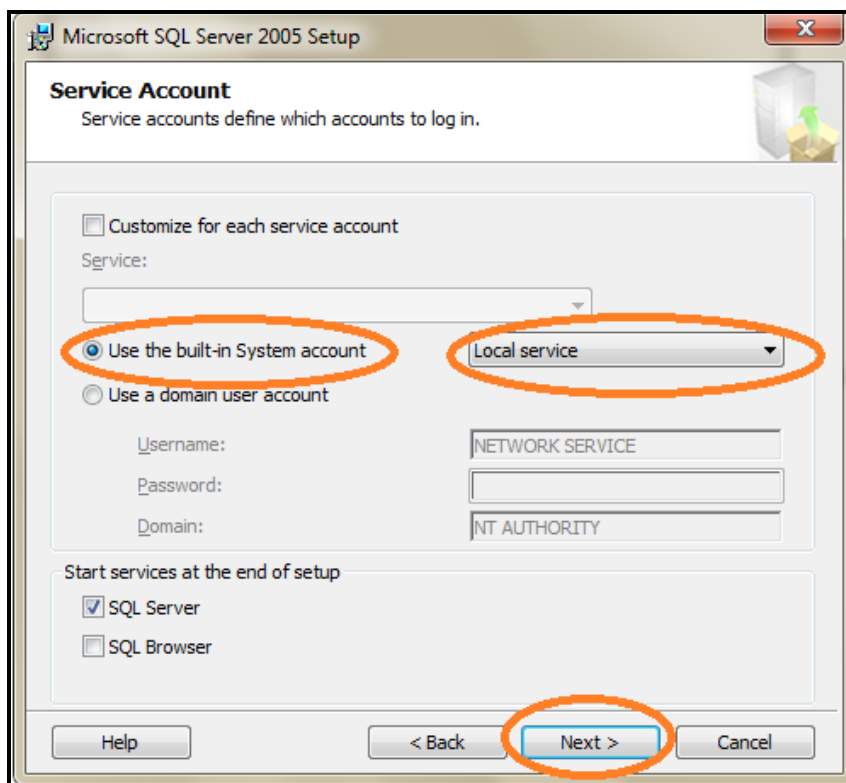 Microsoft SQL Server 2005 Setup
X
Service Account
Service accounts define which accounts to log in.
Customize for each service account
Service:
Use the built-in System account Local service
Use a domain user account
Username: NETWORK SERVICE
Password:
Domain: NT AUTHORITY
Start services at the end of setup
SQL Server
SQL Browser
Help < Back Next > Cancel